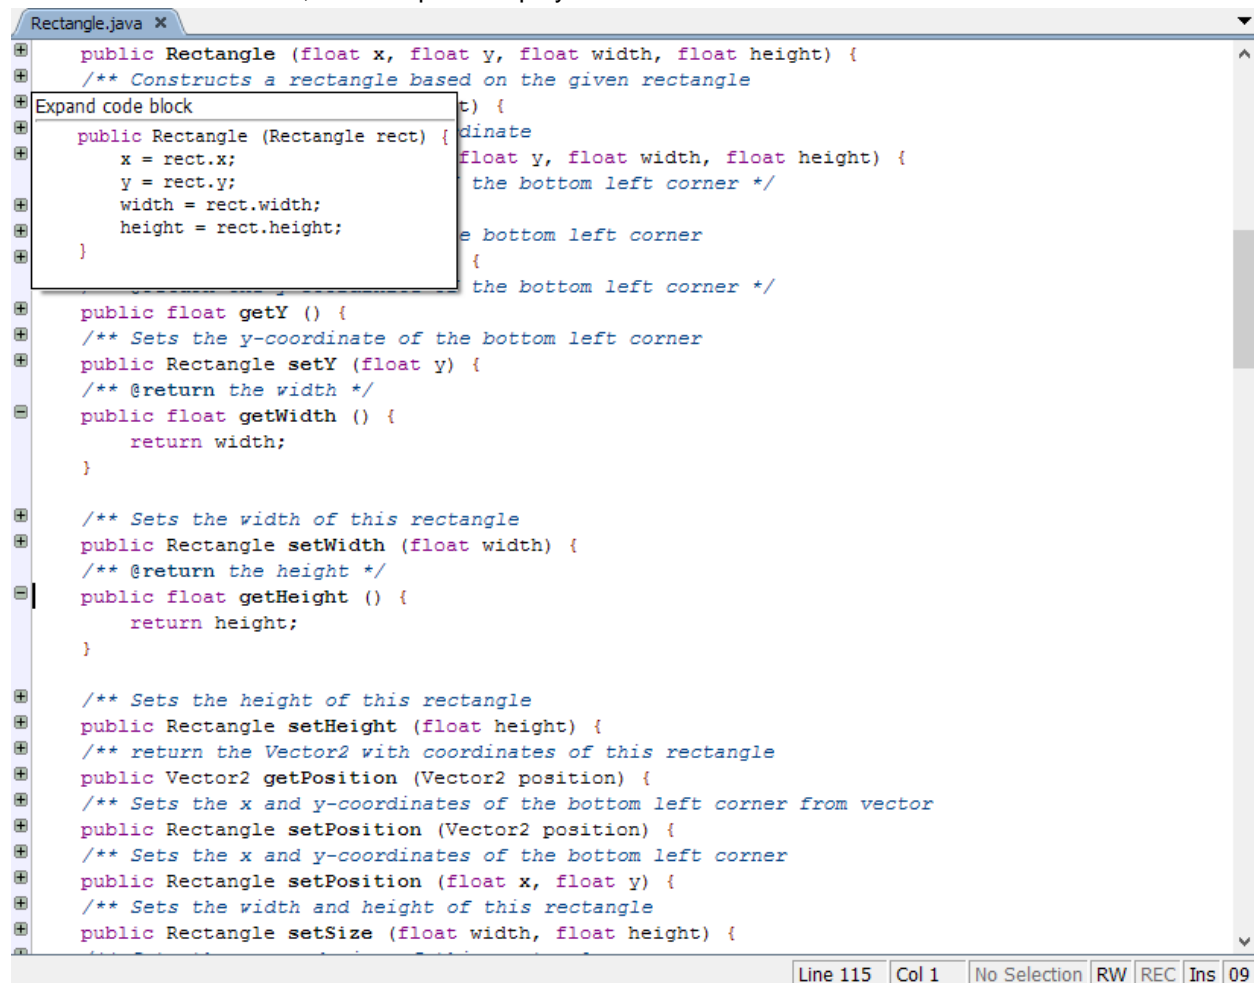 Rectangle.java
public Rectangle (float x, float y, float width, float height) {
/** Constructs a rectangle based on the given rectangle
Expand code block
t) {
public Rectangle (Rectangle rect) {
dinate
x = rect.x;
float y, float width, float height) {
y = rect.y;
the bottom left corner */
width = rect.width;
height = rect.height;
e bottom left corner
}
{
the bottom left corner */
public float getY () {
/** Sets the y-coordinate of the bottom left corner
public Rectangle setY (float y) {
/** @return the width */
public float getWidth () {
return width;
}
/** Sets the width of this rectangle
public Rectangle setWidth (float width) {
/** @return the height */
public float getHeight () {
return height;
}
/** Sets the height of this rectangle
public Rectangle setHeight (float height) {
/** return the Vector2 with coordinates of this rectangle
public Vector2 getPosition (Vector2 position) {
/** Sets the x and y-coordinates of the bottom left corner from vector
public Rectangle setPosition (Vector2 position) {
/** Sets the x and y-coordinates of the bottom left corner
public Rectangle setPosition (float x, float y) {
/** Sets the width and height of this rectangle
public Rectangle setSize (float width, float height) {
Line 115 Col 1 No Selection RW REC Ins 09